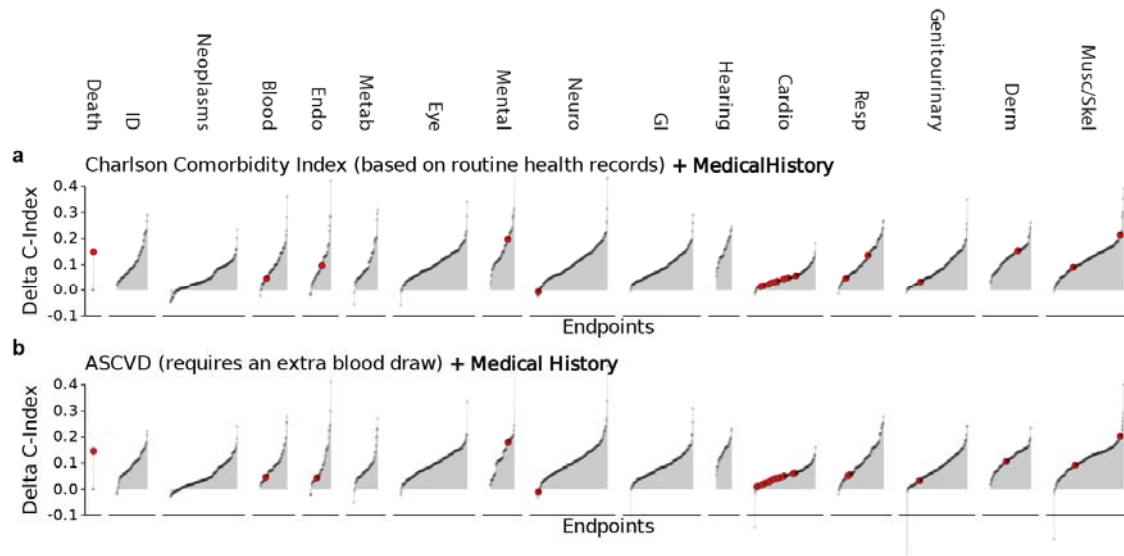 Death ID Neoplasms Blood Endo Metab Eye Mental Neuro GI Hearing Cardio Resp Genitourinary Derm Musc/Skel
a
Charlson Comorbidity Index (based on routine health records) + MedicalHistory
Delta C-Index
0.4
0.3
0.2
0.1
0.0
-0.1
Endpoints
b
ASCVD (requires an extra blood draw) + Medical History
Delta C-Index
0.4
0.3
0.2
0.1
0.0
-0.1
Endpoints